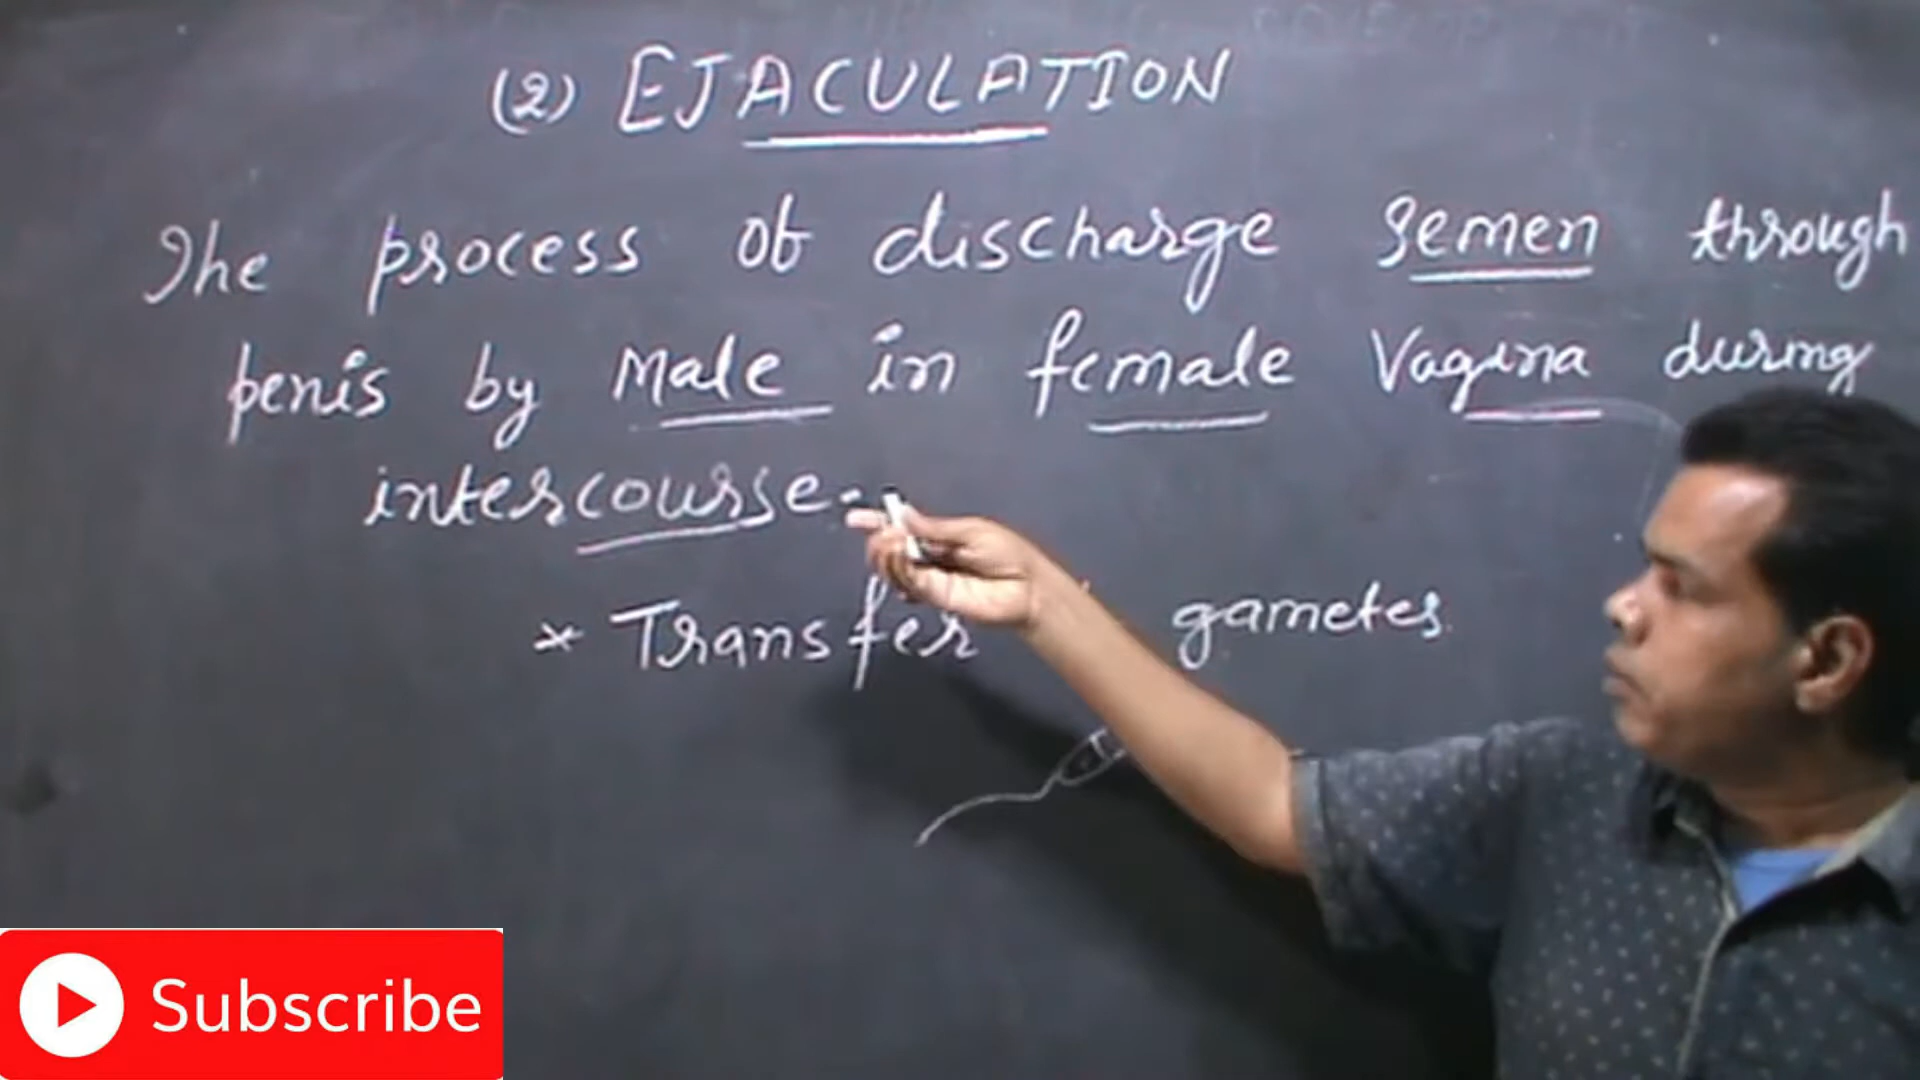 (2) EJACULATION
The process of discharge semen through
penis by Male in female Vagina during
intercourse.
* Transfer gametes.
Subscribe